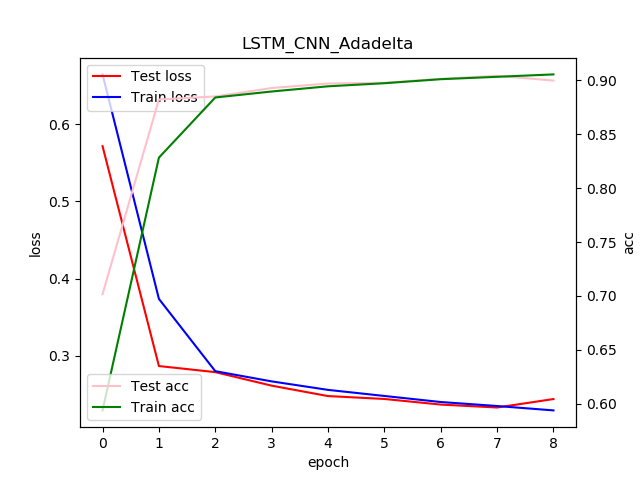 LSTM_CNN_Adadelta
Test loss
Train loss
Test acc
Train acc
0.6
0.5
0.4
0.3
loss
0.90
0.85
0.80
0.75
0.70
0.65
0.60
acc
0 1 2 3 4 5 6 7 8
epoch